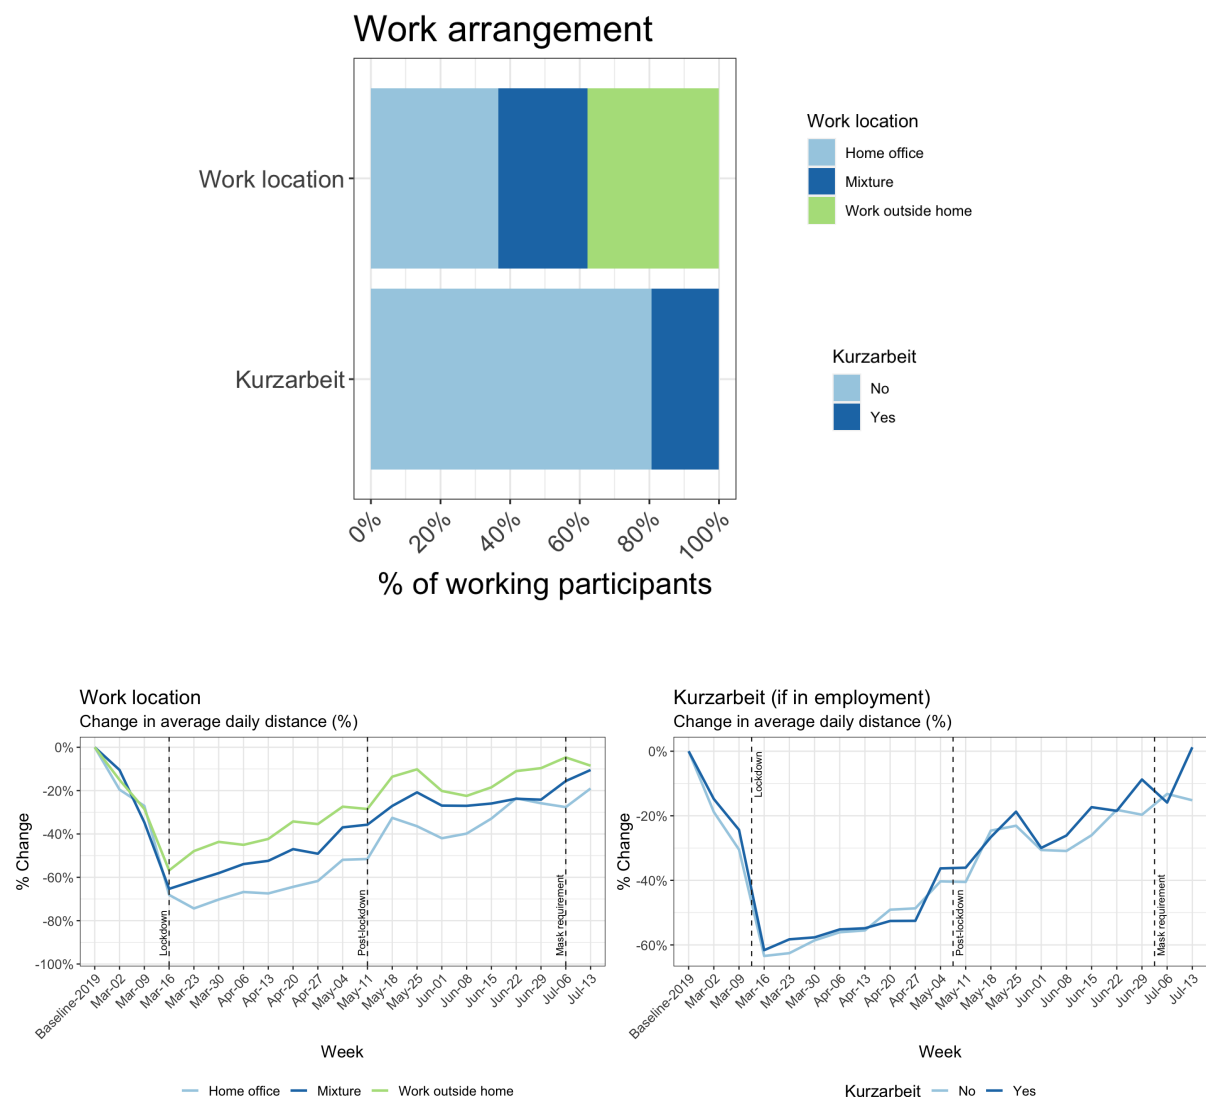 Work arrangement
Work location
Kurzarbeit
0%
20%
40%
60%
80%
100%
% of working participants
Work location
Home office
Mixture
Work outside home
Kurzarbeit
No
Yes
Work location
Change in average daily distance (%)
% Change
0%
-20%
-40%
-60%
-80%
-100%
Lockdown
Post-lockdown
Mask requirement
Baseline-2019
Mar-02
Mar-09
Mar-16
Mar-23
Mar-30
Apr-06
Apr-13
Apr-20
Apr-27
May-04
May-11
May-18
May-25
Jun-01
Jun-08
Jun-15
Jun-22
Jun-29
Jul-06
Jul-13
Week
Home office
Mixture
Work outside home
Kurzarbeit (if in employment)
Change in average daily distance (%)
% Change
0%
-20%
-40%
-60%
Lockdown
Post-lockdown
Mask requirement
Baseline-2019
Mar-02
Mar-09
Mar-16
Mar-23
Mar-30
Apr-06
Apr-13
Apr-20
Apr-27
May-04
May-11
May-18
May-25
Jun-01
Jun-08
Jun-15
Jun-22
Jun-29
Jul-06
Jul-13
Week
Kurzarbeit
No
Yes